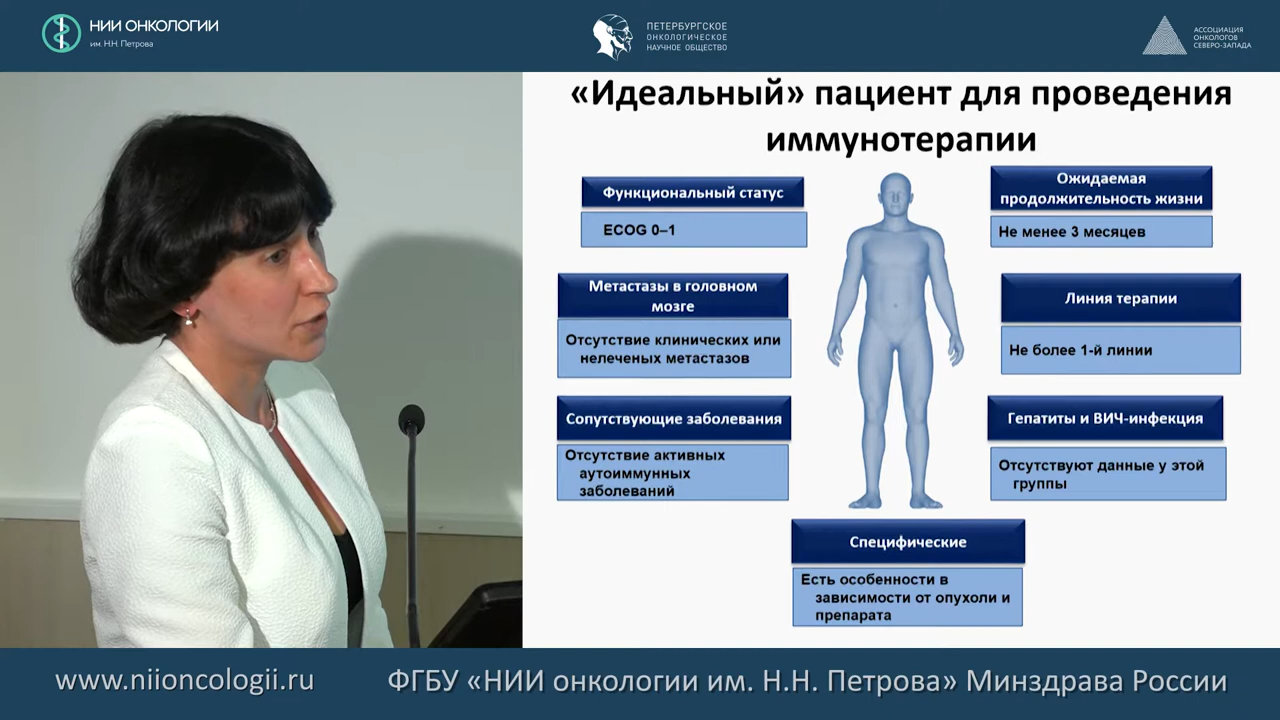 НИИ ОНКОЛОГИИ
им. Н.Н. Петрова
ПЕТЕРБУРГСКОЕ
ОНКОЛОГИЧЕСКОЕ
НАУЧНОЕ ОБЩЕСТВО
АССОЦИАЦИЯ
ОНКОЛОГОВ
СЕВЕРО-ЗАПАДА
«Идеальный» пациент для проведения
иммунотерапии
Функциональный статус
ECOG 0–1
Ожидаемая
продолжительность жизни
Не менее 3 месяцев
Метастазы в головном
мозге
Отсутствие клинических или
нелеченых метастазов
Линия терапии
Не более 1-й линии
Сопутствующие заболевания
Отсутствие активных
аутоиммунных
заболеваний
Гепатиты и ВИЧ-инфекция
Отсутствуют данные у этой
группы
Специфические
Есть особенности в
зависимости от опухоли и
препарата
www.niioncologii.ru
ФГБУ «НИИ онкологии им. Н.Н. Петрова» Минздрава России